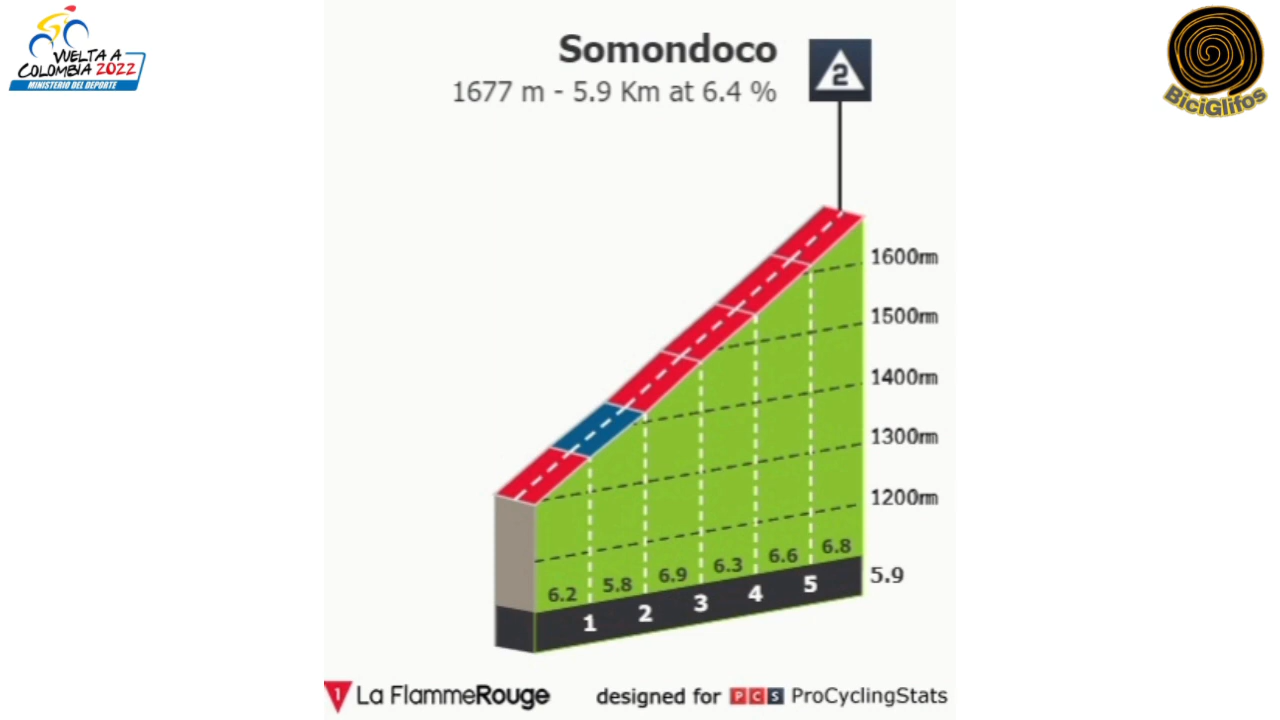 VUELTA A
COLOMBIA 2022
MINISTERIO DEL DEPORTE
BiciGlifos
Somondoco
1677 m - 5.9 Km at 6.4 %
2
1600m
1500m
1400m
1300m
1200m
6.2 5.8 6.9 6.3 6.6 6.8
1 2 3 4 5
5.9
1 La FlammeRouge designed for PCS ProCyclingStats